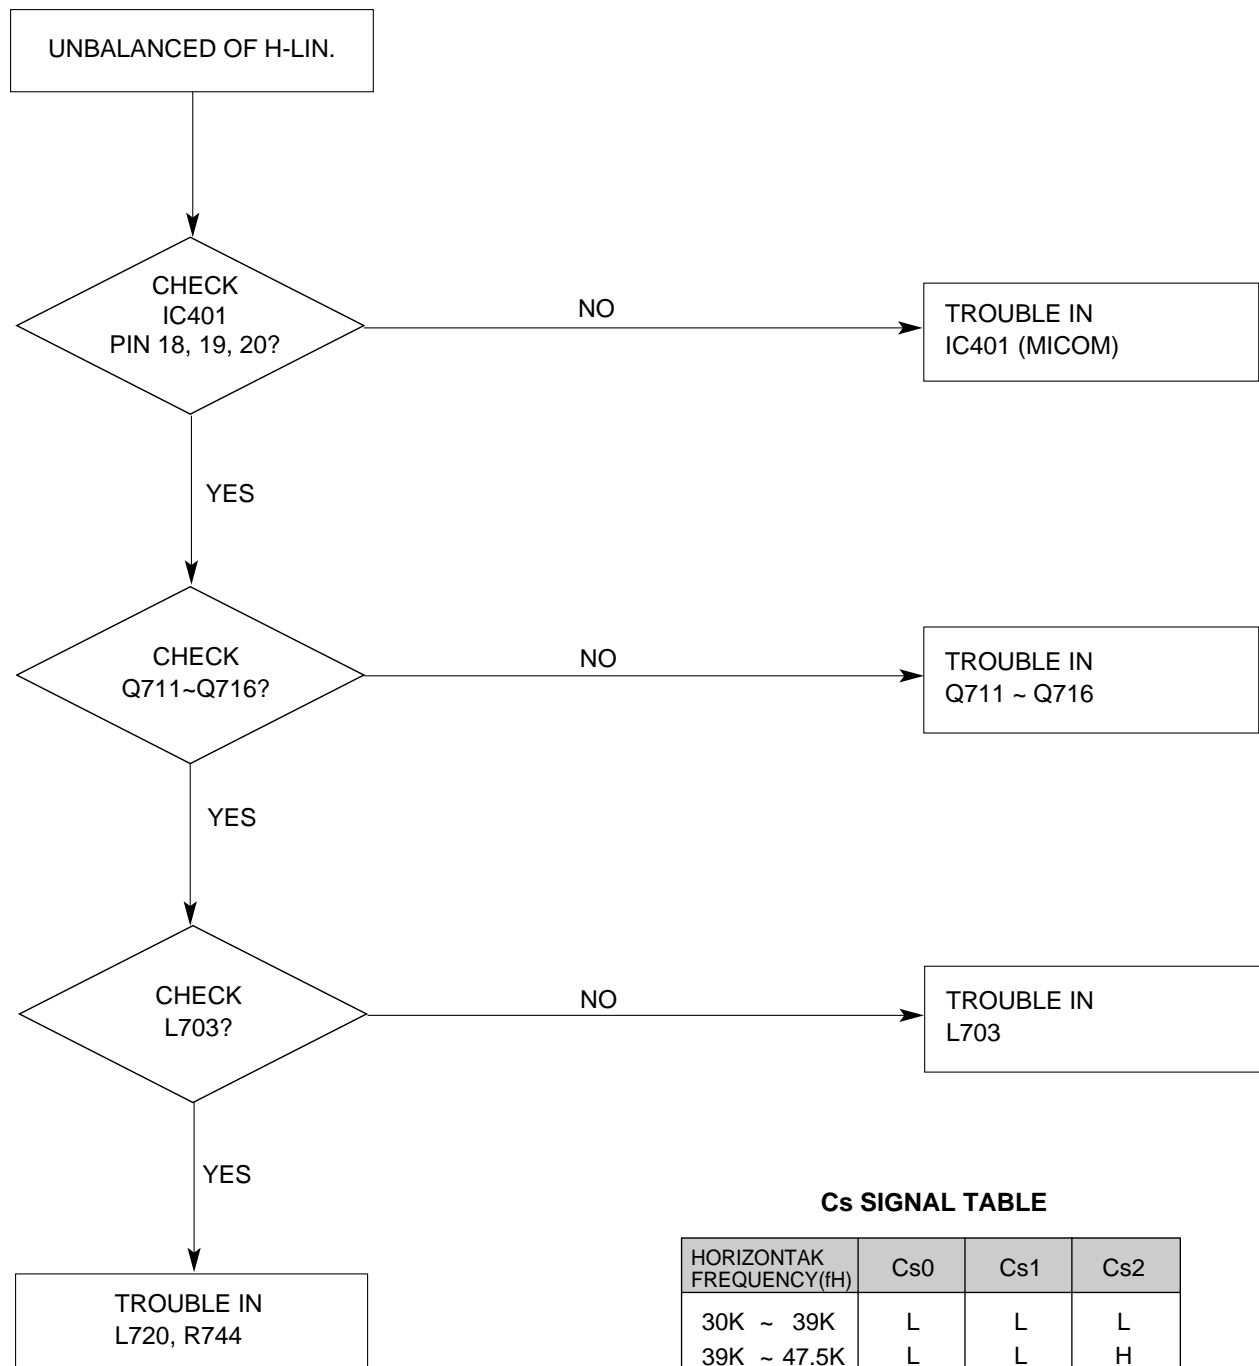 UNBALANCED OF H-LIN.
CHECK
IC401
PIN 18, 19, 20?
NO
TROUBLE IN
IC401 (MICOM)
YES
CHECK
Q711~Q716?
NO
TROUBLE IN
Q711 ~ Q716
YES
CHECK
L703?
NO
TROUBLE IN
L703
YES
TROUBLE IN
L720, R744
Cs SIGNAL TABLE
HORIZONTAK
FREQUENCY(fH) Cs0 Cs1 Cs2
30K ~ 39K L L L
39K ~ 47.5K L L H